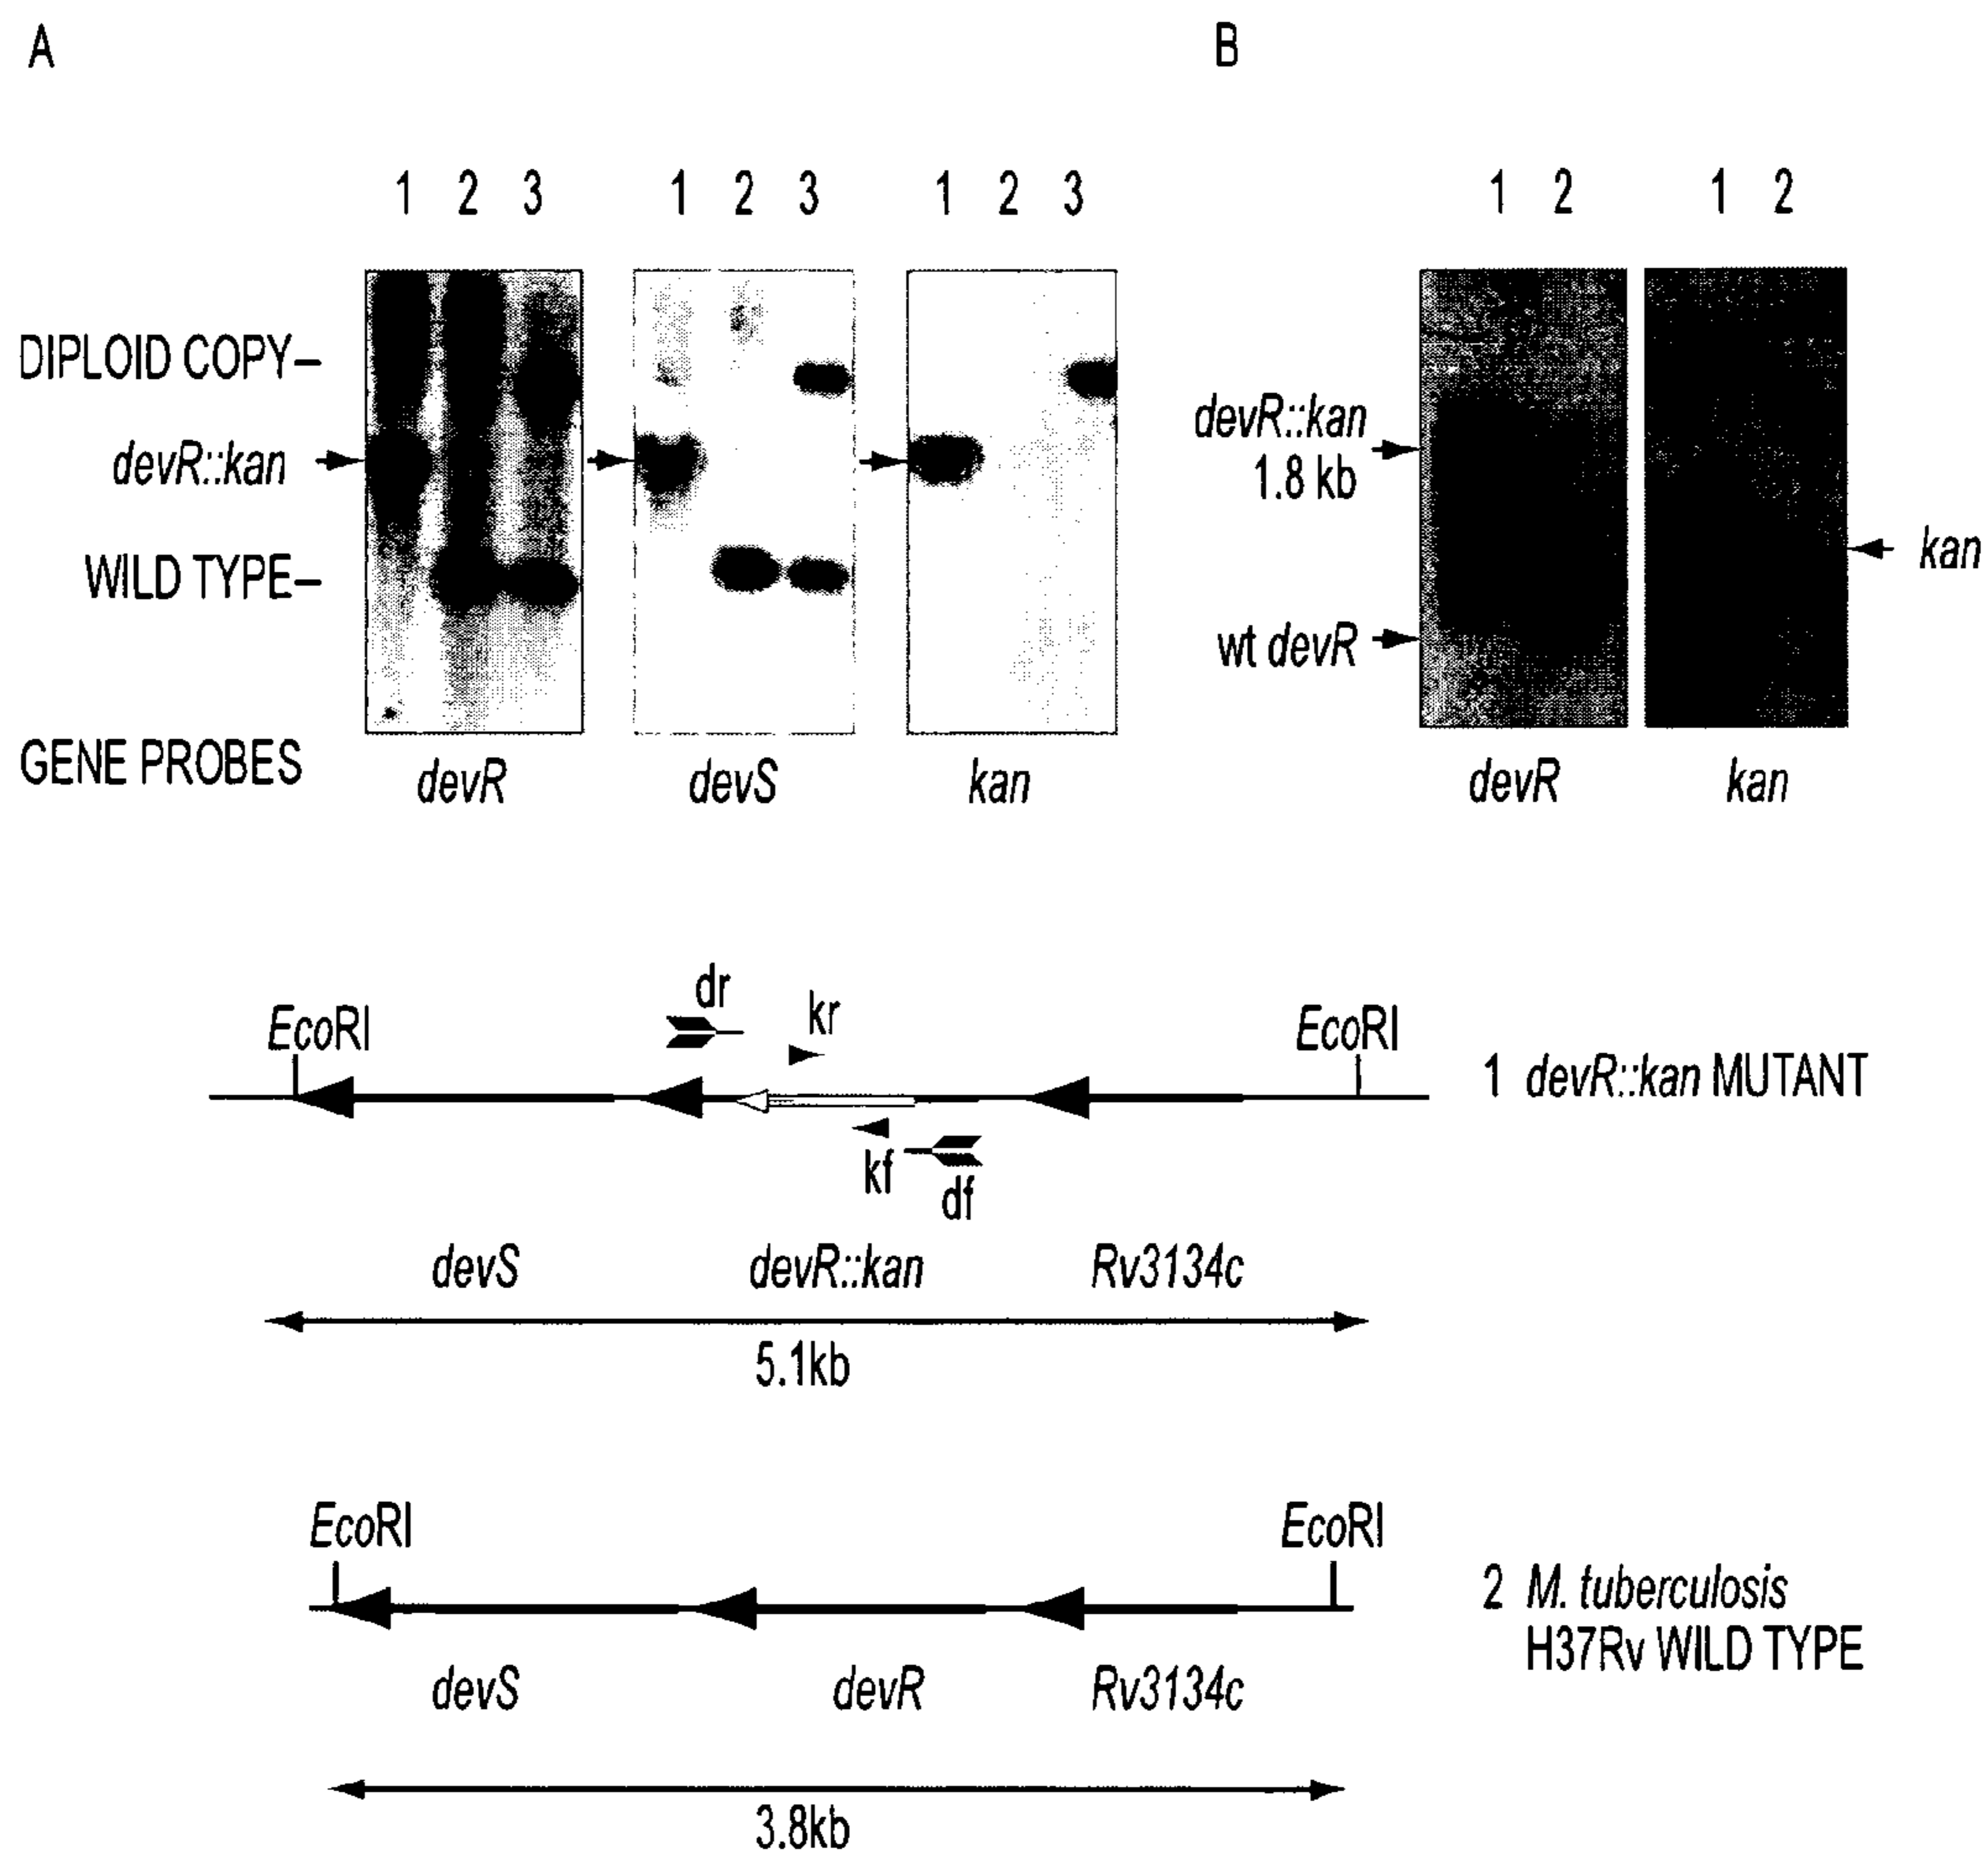 A
B
1 2 3
1 2 3
1 2 3
1 2
1 2
DIPLOID COPY
devR::kan
WILD TYPE
devR::kan
1.8 kb
kan
wt devR
GENE PROBES
devR
devS
kan
devR
kan
dr
kr
EcoRI
EcoRI
1 devR::kan MUTANT
kf
df
devS
devR::kan
Rv3134c
5.1kb
EcoRI
EcoRI
2 M. tuberculosis
H37Rv WILD TYPE
devS
devR
Rv3134c
3.8kb